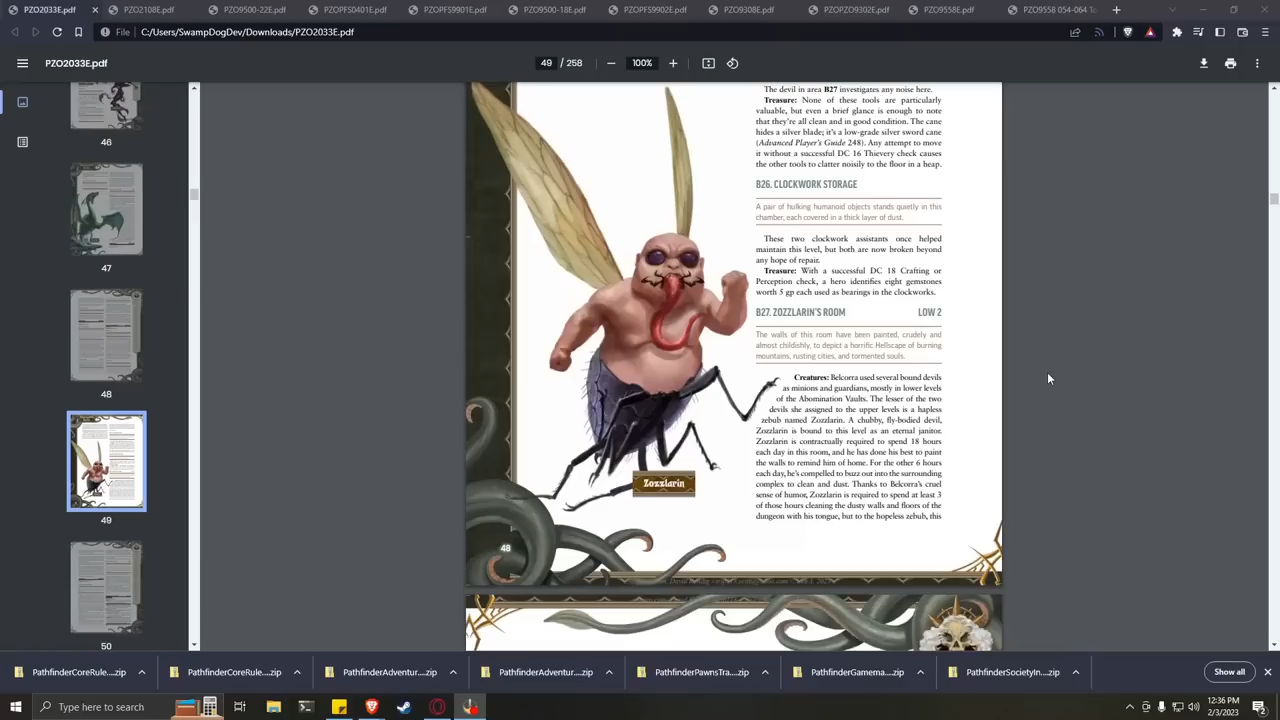 PZO2033E.pdf
PZO2108E.pdf
PZO9500-22E.pdf
PZOPFS0401E.pdf
PZOPFS9901E.pdf
PZO9500-18E.pdf
PZOPFS9902E.pdf
PZO9308E.pdf
PZOPZO9302E.pdf
PZO9558E.pdf
PZO9558 054-064 1
File
C:/Users/SwampDogDev/Downloads/PZO2033E.pdf
PZO2033E.pdf
49 / 258
100%
46
47
48
49
50
The devil in area B27 investigates any noise here.
Treasure: None of these tools are particularly
valuable, but even a brief glance is enough to note
that they're all clean and in good condition. The cane
hides a silver blade; it's a low-grade silver sword cane
(Advanced Player's Guide 248). Any attempt to move
it without a successful DC 16 Thievery check causes
the other tools to clatter noisily to the floor in a heap.
B26. CLOCKWORK STORAGE
A pair of hulking humanoid objects stands quietly in this
chamber, each covered in a thick layer of dust.
These two clockwork assistants once helped
maintain this level, but both are now broken beyond
any hope of repair.
Treasure: With a successful DC 18 Crafting or
Perception check, a hero identifies eight gemstones
worth 5 gp each used as bearings in the clockworks.
B27. ZOZZLARIN'S ROOM LOW 2
The walls of this room have been painted, crudely and
almost childishly, to depict a horrific Hellscape of burning
mountains, rusting cities, and tormented souls.
Creatures: Belcorra used several bound devils
as minions and guardians, mostly in lower levels
of the Abomination Vaults. The lesser of the two
devils she assigned to the upper levels is a hapless
zebub named Zozzlarin. A chubby, fly-bodied devil,
Zozzlarin is bound to this level as an eternal janitor.
Zozzlarin is contractually required to spend 18 hours
each day in this room, and he has done his best to paint
the walls to remind him of home. For the other 6 hours
each day, he's compelled to buzz out into the surrounding
complex to clean and dust. Thanks to Belcorra's cruel
sense of humor, Zozzlarin is required to spend at least 3
of those hours cleaning the dusty walls and floors of the
dungeon with his tongue, but to the hopeless zebub, this
Zozzlarin
48
PathfinderCoreRule....zip
PathfinderCoreRule....zip
PathfinderAdventur....zip
PathfinderAdventur....zip
PathfinderPawnsTra....zip
PathfinderGamema....zip
PathfinderSocietyIn....zip
Show all
Type here to search
12:36 PM
2/3/2023